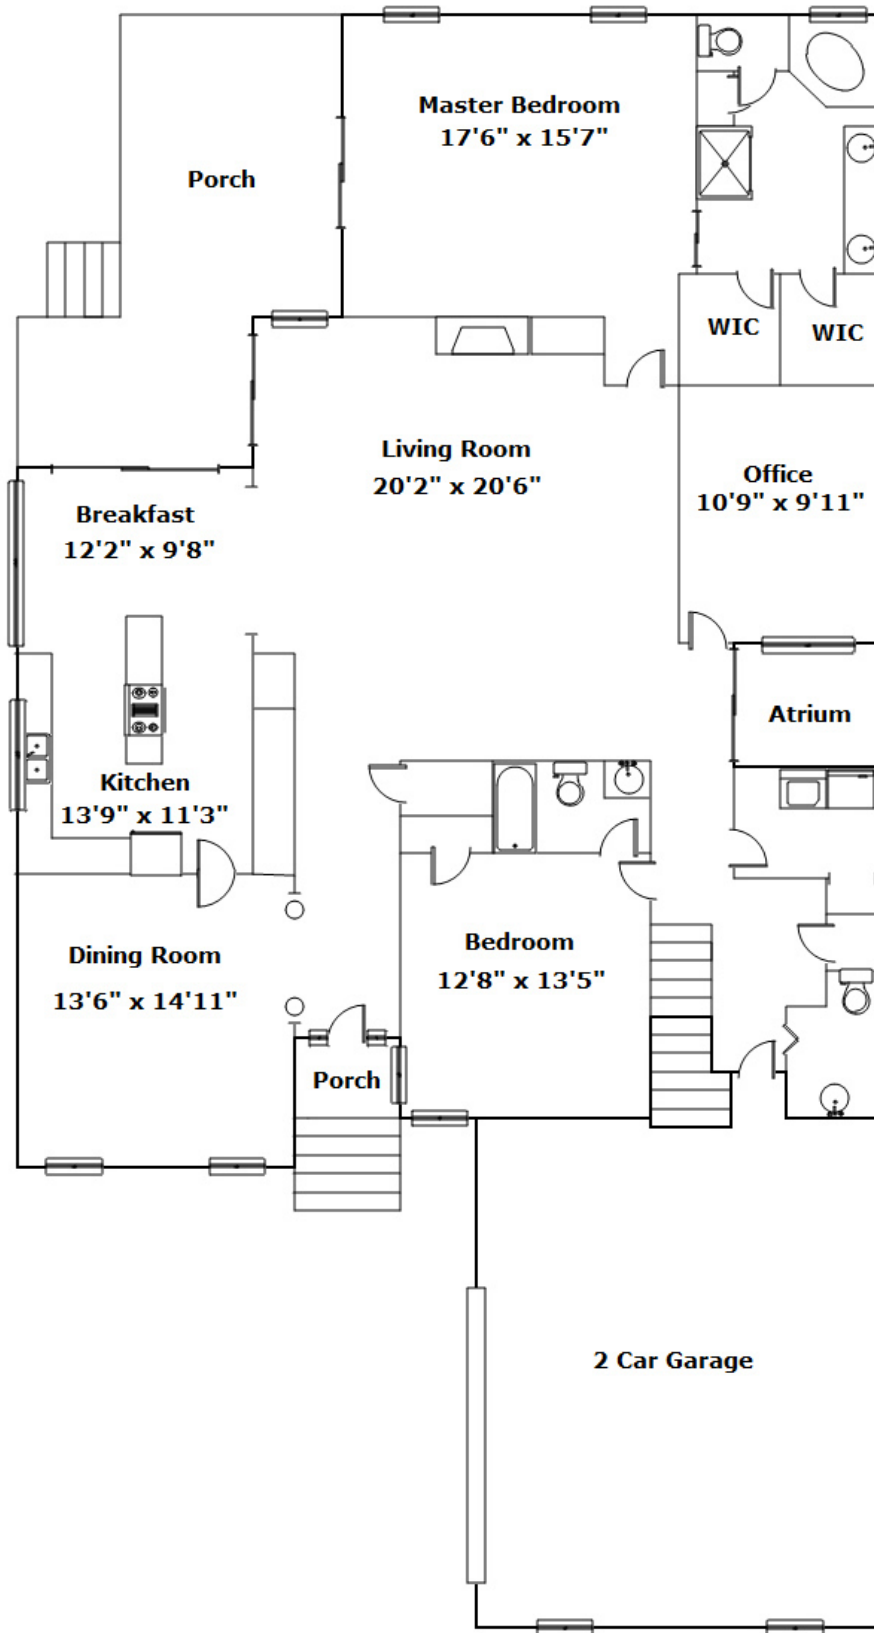 Master Bedroom
17'6" x 15'7"
Porch
WIC
WIC
Living Room
20'2" x 20'6"
Office
10'9" x 9'11"
Breakfast
12'2" x 9'8"
Atrium
Kitchen
13'9" x 11'3"
Dining Room
13'6" x 14'11"
Bedroom
12'8" x 13'5"
Porch
2 Car Garage